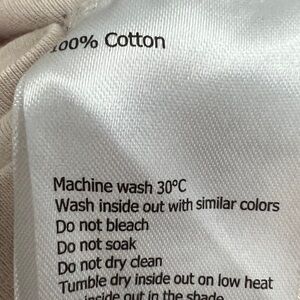 100% Cotton
Machine wash 30°C
Wash inside out with similar colors
Do not bleach
Do not soak
Do not dry clean
Tumble dry inside out on low heat
inside out in the shade